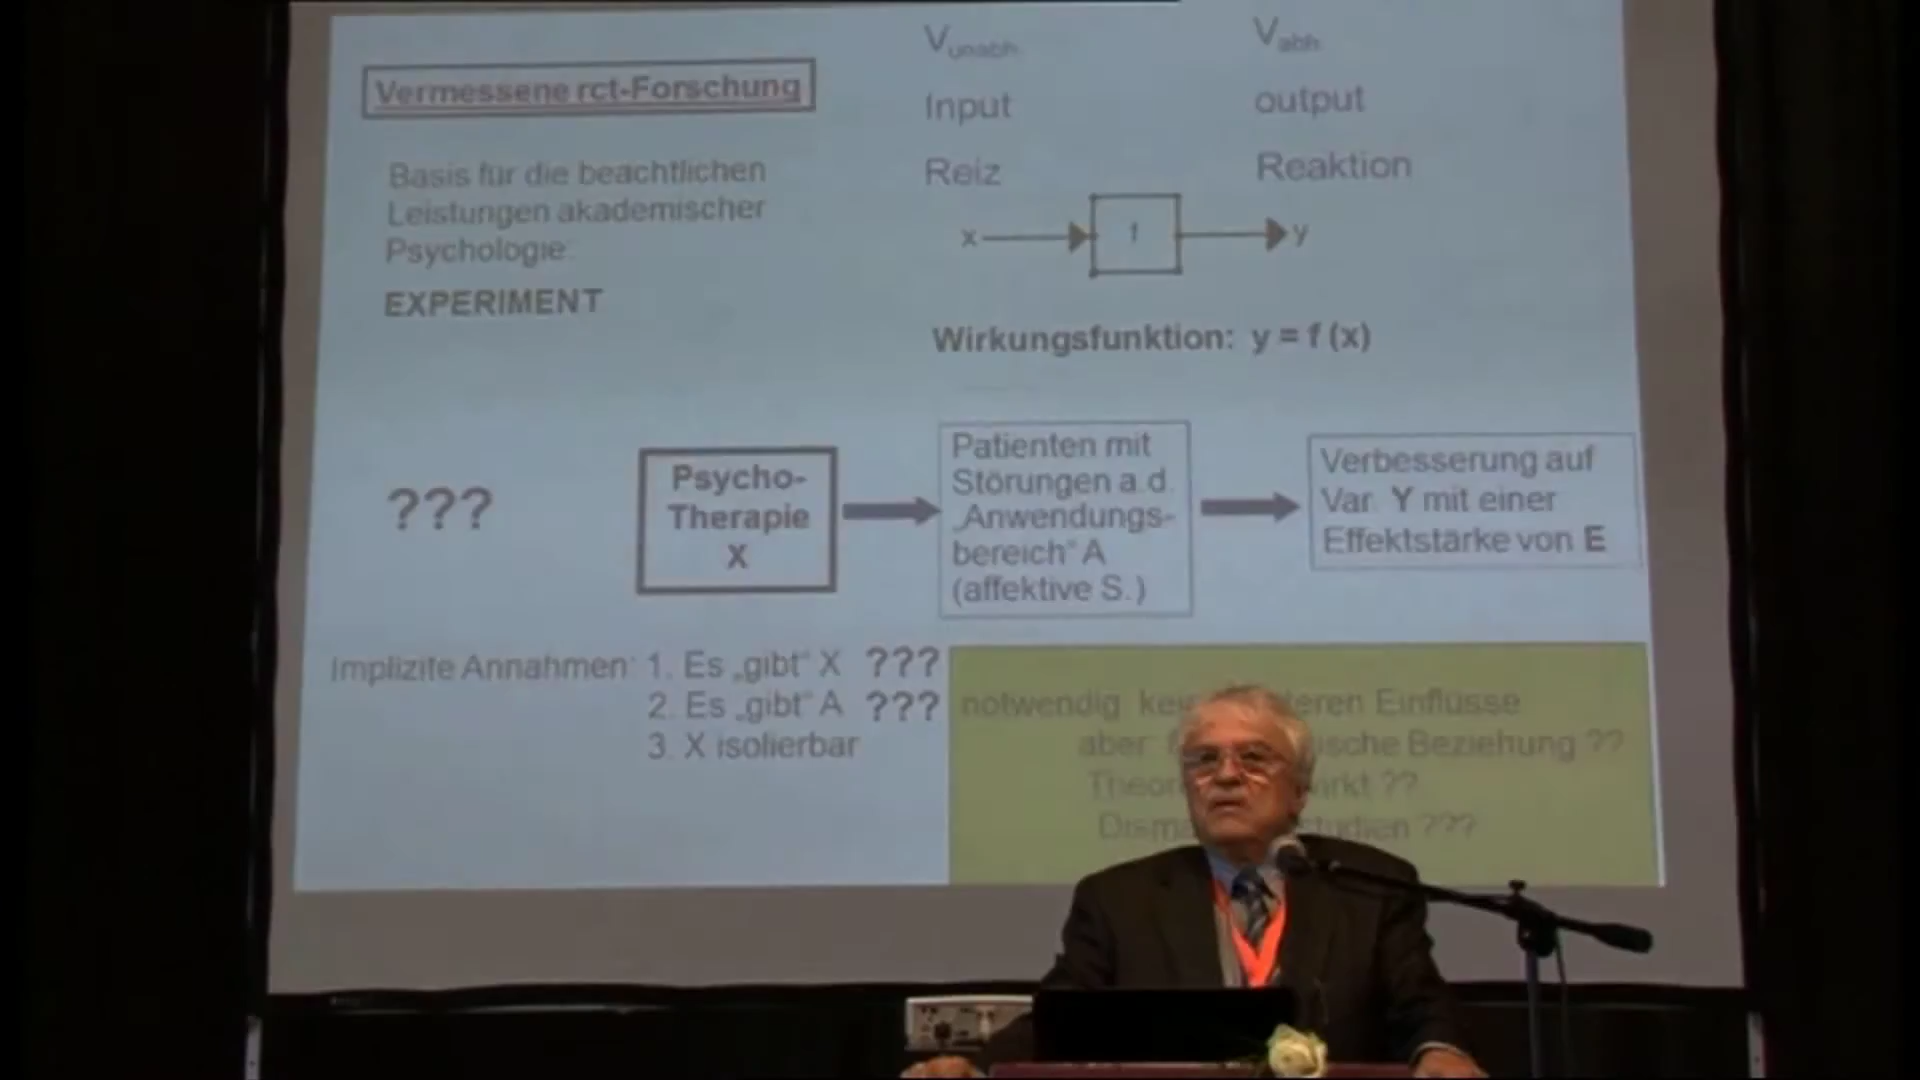 Vermessene rct-Forschung
Basis für die beachtlichen
Leistungen akademischer
Psychologie:
EXPERIMENT
V unabh. V abh.
Input output
Reiz Reaktion
x f y
Wirkungsfunktion: y = f (x)
???
Psycho-
Therapie
X
Patienten mit
Störungen a.d.
„Anwendungs-
bereich“ A
(affektive S.)
Verbesserung auf
Var. Y mit einer
Effektstärke von E
Implizite Annahmen: 1. Es „gibt“ X ???
2. Es „gibt“ A ???
3. X isolierbar
notwendig Einflüsse
aber Beziehung ??
??
???